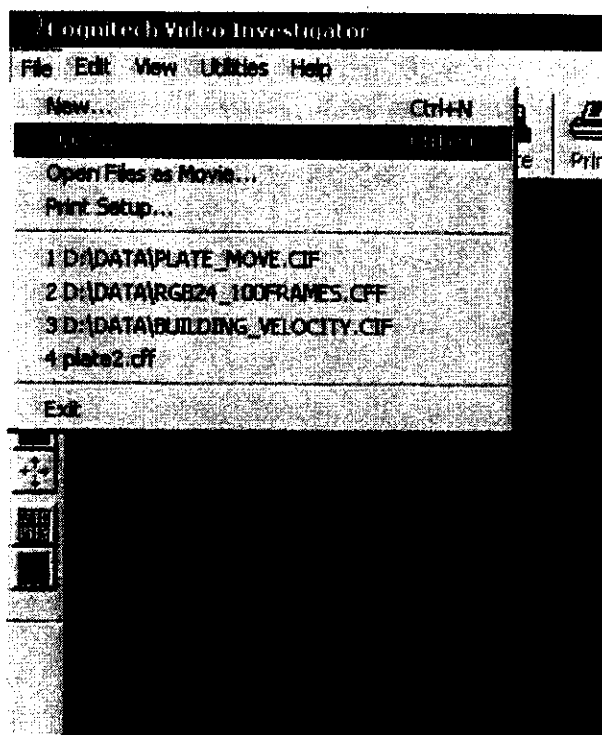 Cognitech Video Investigator
File Edit View Utilities Help
New... Ctrl+N
Open Files as Movie...
Print Setup...
1 D:\DATA\PLATE_MOVE.CIF
2 D:\DATA\RGB24_100FRAMES.CFF
3 D:\DATA\BUILDING_VELOCITY.CIF
4 plate2.cff
Exit